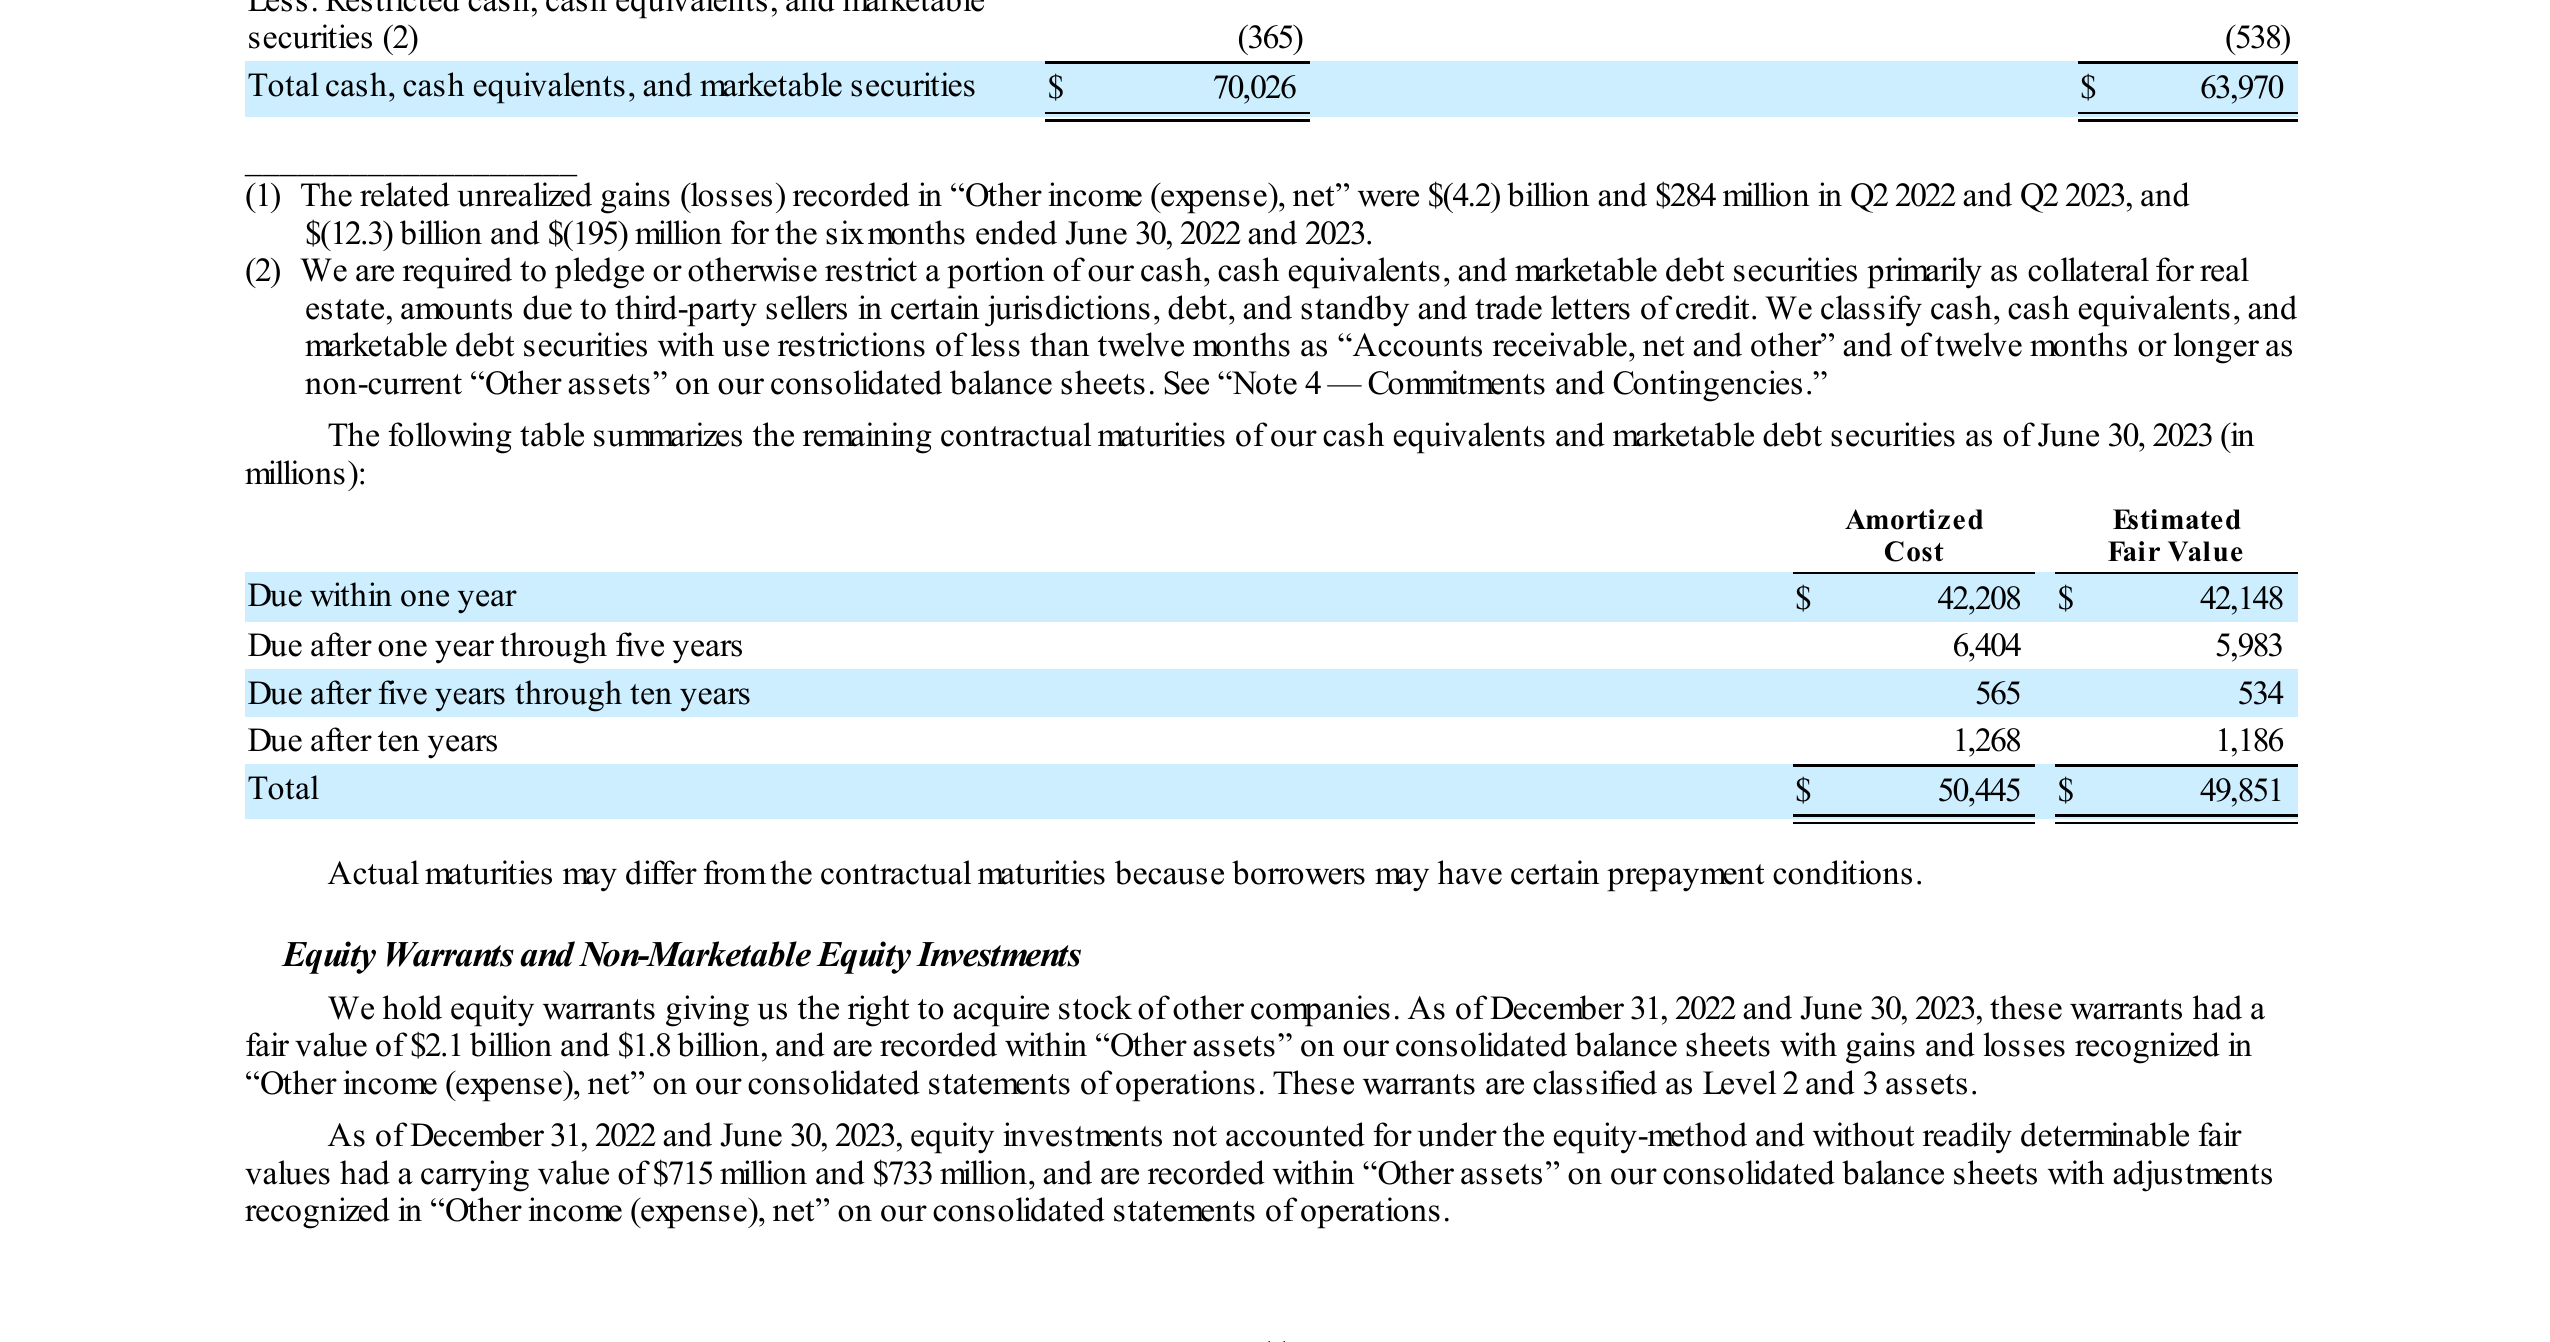 Less: Restricted cash, cash equivalents, and marketable
securities (2) (365) (538)
Total cash, cash equivalents, and marketable securities $ 70,026 $ 63,970
___________________
(1) The related unrealized gains (losses) recorded in “Other income (expense), net” were $(4.2) billion and $284 million in Q2 2022 and Q2 2023, and
$(12.3) billion and $(195) million for the six months ended June 30, 2022 and 2023.
(2) We are required to pledge or otherwise restrict a portion of our cash, cash equivalents, and marketable debt securities primarily as collateral for real
estate, amounts due to third-party sellers in certain jurisdictions, debt, and standby and trade letters of credit. We classify cash, cash equivalents, and
marketable debt securities with use restrictions of less than twelve months as “Accounts receivable, net and other” and of twelve months or longer as
non-current “Other assets” on our consolidated balance sheets. See “Note 4 — Commitments and Contingencies.”
The following table summarizes the remaining contractual maturities of our cash equivalents and marketable debt securities as of June 30, 2023 (in
millions):
Amortized Estimated
Cost Fair Value
Due within one year $ 42,208 $ 42,148
Due after one year through five years 6,404 5,983
Due after five years through ten years 565 534
Due after ten years 1,268 1,186
Total $ 50,445 $ 49,851
Actual maturities may differ from the contractual maturities because borrowers may have certain prepayment conditions.
Equity Warrants and Non-Marketable Equity Investments
We hold equity warrants giving us the right to acquire stock of other companies. As of December 31, 2022 and June 30, 2023, these warrants had a
fair value of $2.1 billion and $1.8 billion, and are recorded within “Other assets” on our consolidated balance sheets with gains and losses recognized in
“Other income (expense), net” on our consolidated statements of operations. These warrants are classified as Level 2 and 3 assets.
As of December 31, 2022 and June 30, 2023, equity investments not accounted for under the equity-method and without readily determinable fair
values had a carrying value of $715 million and $733 million, and are recorded within “Other assets” on our consolidated balance sheets with adjustments
recognized in “Other income (expense), net” on our consolidated statements of operations.